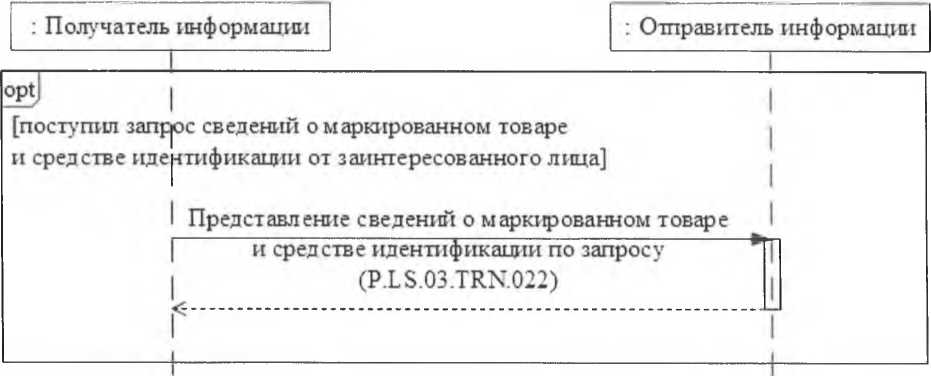 : Получатель информации
: Отправитель информации
opt
[поступил запрос сведений о маркированном товаре
и средстве идентификации от заинтересованного лица]
Представление сведений о маркированном товаре
и средстве идентификации по запросу
(P.LS.03.TRN.022)